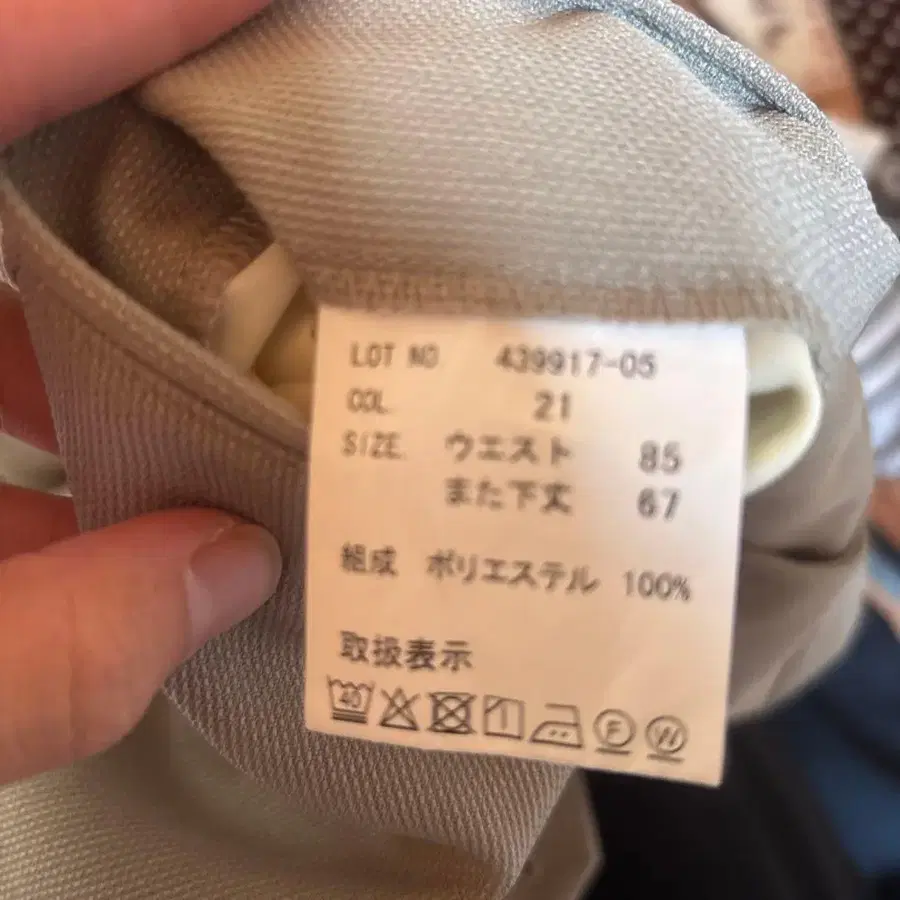 LOT NO. 439917-05
COL. 21
SIZE. ウエスト 85
また下丈 67
組成 ポリエステル 100%
取扱表示
40 F W